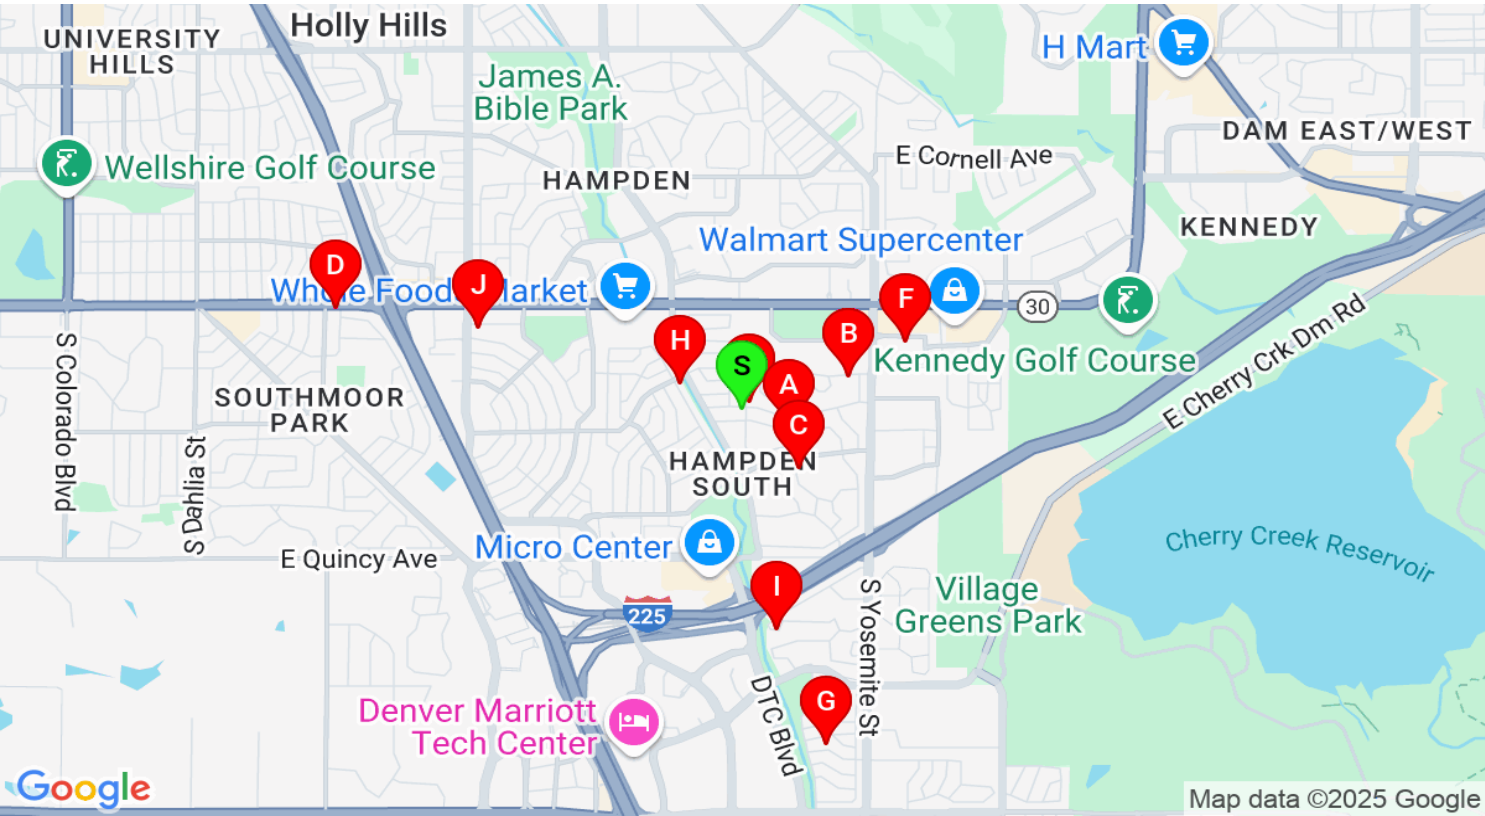 Holly Hills
UNIVERSITY
HILLS
H Mart
James A.
Bible Park
DAM EAST/WEST
E Cornell Ave
Wellshire Golf Course
HAMPDEN
KENNEDY
Walmart Supercenter
D
Whole Foods Market
J
F
30
B
H
S
A
Kennedy Golf Course
E Cherry Crk Dm Rd
S Colorado Blvd
SOUTHMOOR
PARK
C
S Dahlia St
HAMPDEN
SOUTH
Micro Center
E Quincy Ave
Cherry Creek Reservoir
I
225
S Yosemite St
Village
Greens Park
G
DTC Blvd
Denver Marriott
Tech Center
Google
Map data ©2025 Google